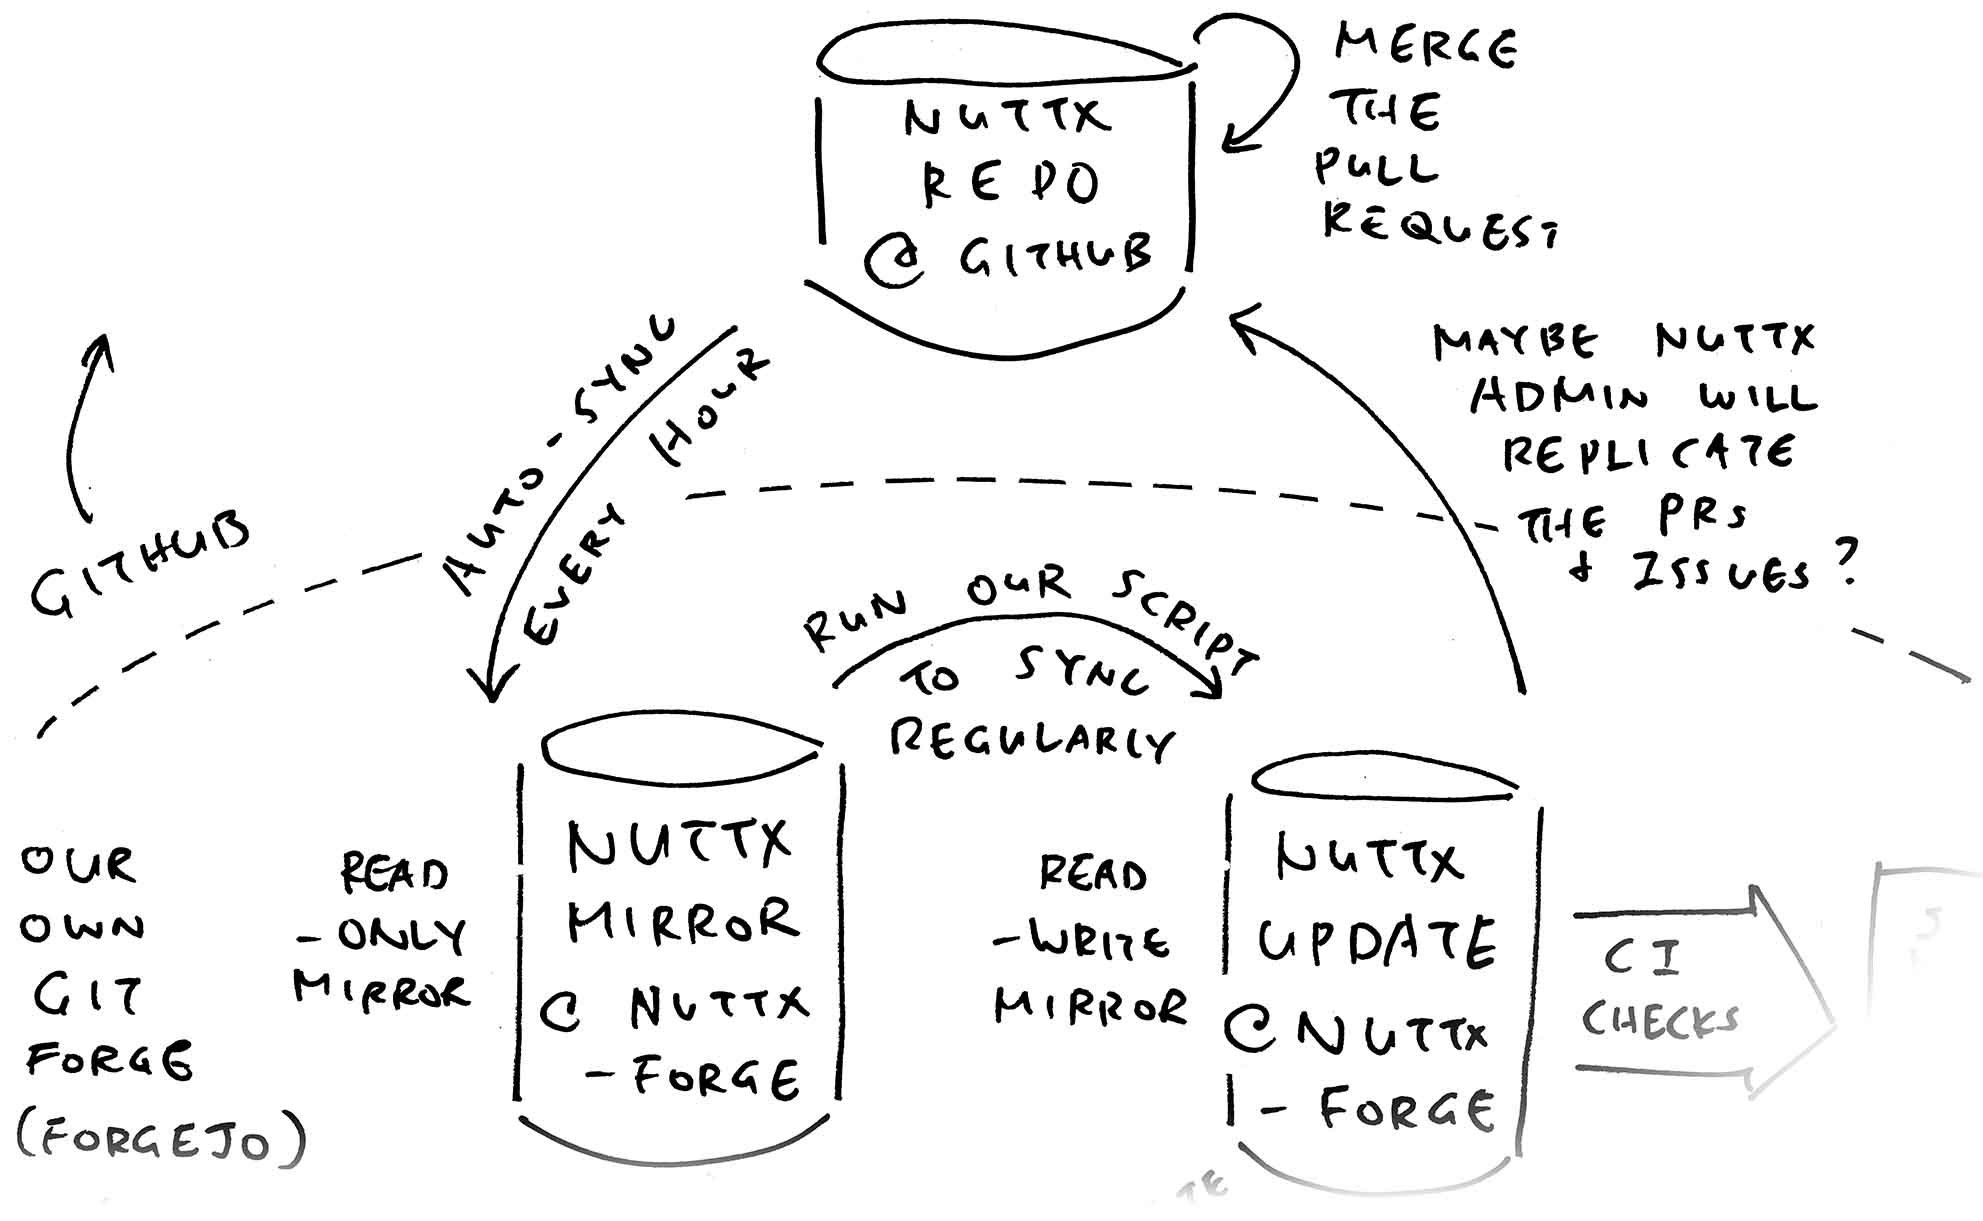 NUTTX
REPO
@ GITHUB
MERGE
THE
PULL
REQUEST
AUTO-SYNC
EVERY HOUR
MAYBE NUTTX
ADMIN WILL
REPLICATE
THE PRS
+ ISSUES?
GITHUB
RUN OUR SCRIPT
TO SYNC
REGULARLY
OUR
OWN
GIT
FORGE
(FORGEJO)
READ
-ONLY
MIRROR
NUTTX
MIRROR
@ NUTTX
-FORGE
READ
-WRITE
MIRROR
NUTTX
UPDATE
@ NUTTX
-FORGE
CI
CHECKS